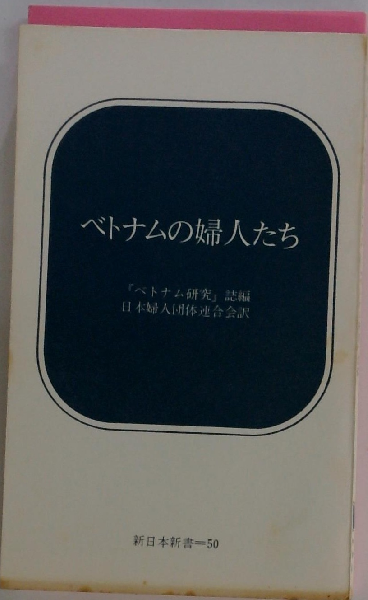 ベトナムの婦人たち
『ベトナム研究』誌編
日本婦人団体連合会訳
新日本新書=50